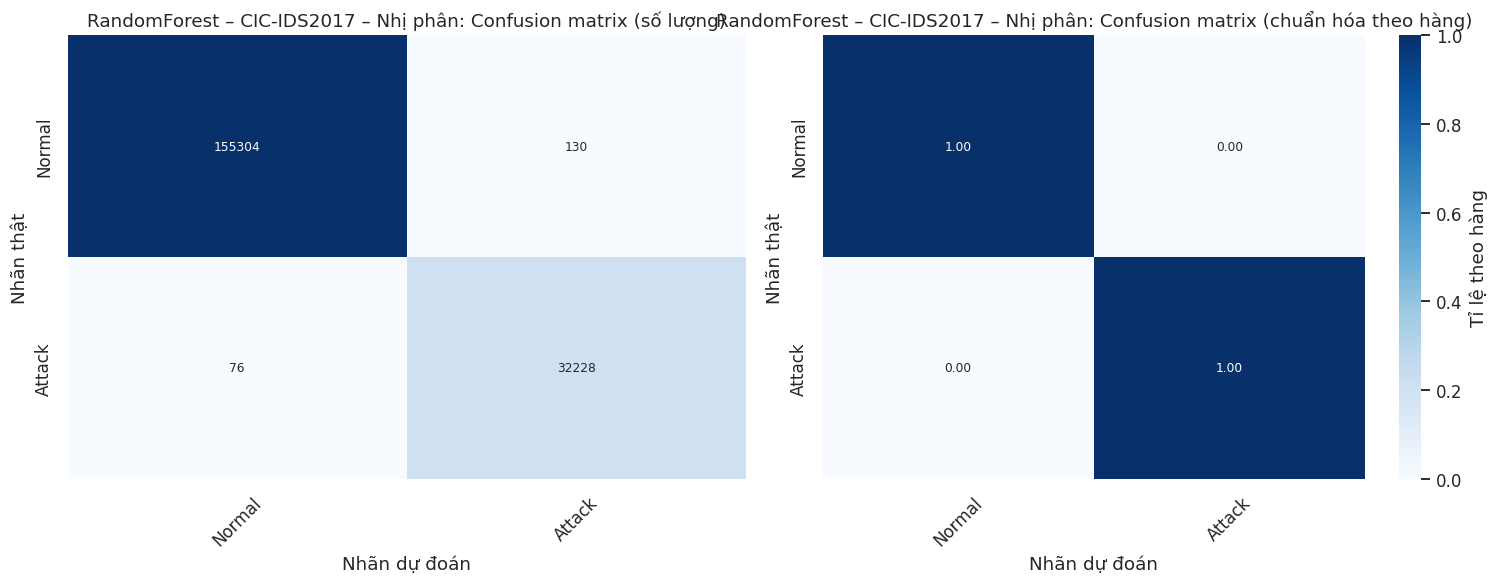 RandomForest – CIC-IDS2017 – Nhị phân: Confusion matrix (số lượng)
Normal
155304
130
Attack
76
32228
Nhãn thật
Normal
Attack
Nhãn dự đoán
RandomForest – CIC-IDS2017 – Nhị phân: Confusion matrix (chuẩn hóa theo hàng)
Normal
1.00
0.00
Attack
0.00
1.00
Nhãn thật
Normal
Attack
Nhãn dự đoán
1.0
0.8
0.6
0.4
0.2
0.0
Tỉ lệ theo hàng